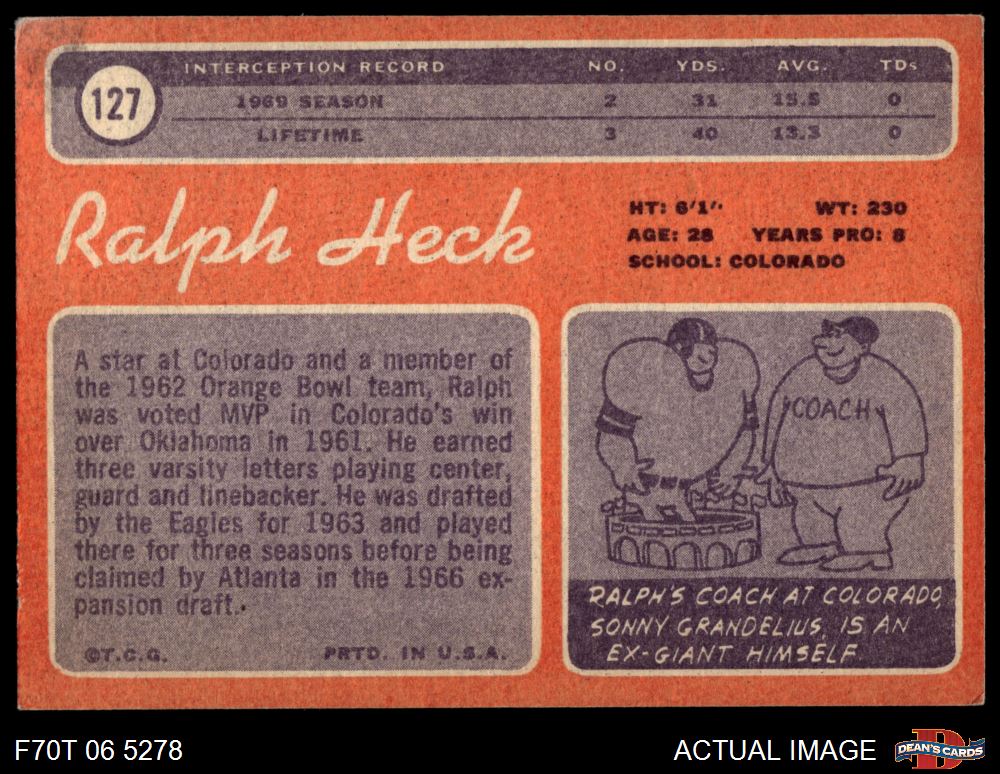 127
INTERCEPTION RECORD NO. YDS. AVG. TDs
1969 SEASON 2 31 15.5 0
LIFETIME 3 40 13.3 0
Ralph Heck
HT: 6'1" WT: 230
AGE: 28 YEARS PRO: 8
SCHOOL: COLORADO
A star at Colorado and a member of
the 1962 Orange Bowl team, Ralph
was voted MVP in Colorado's win
over Oklahoma in 1961. He earned
three varsity letters playing center,
guard and linebacker. He was drafted
by the Eagles for 1963 and played
there for three seasons before being
claimed by Atlanta in the 1966 ex-
pansion draft.
©T.C.G. PRTD. IN U.S.A.
COACH
RALPH'S COACH AT COLORADO,
SONNY GRANDELIUS, IS AN
EX-GIANT HIMSELF.
F70T 06 5278 ACTUAL IMAGE DEAN'S CARDS